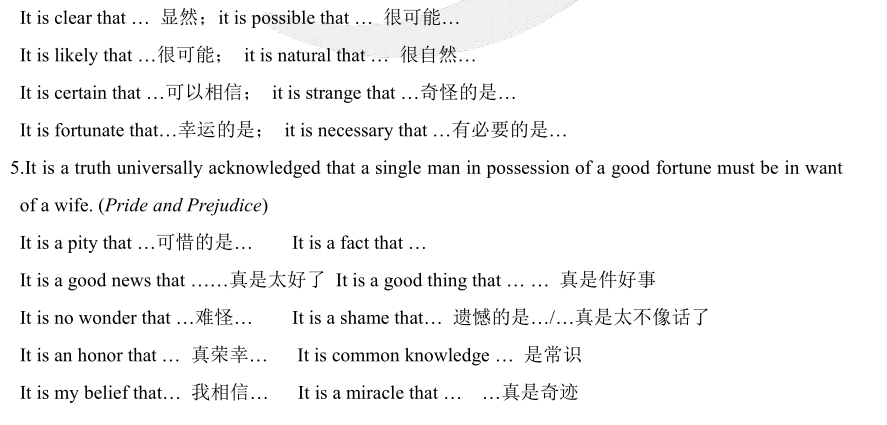 It is clear that … 显然；it is possible that … 很可能…
It is likely that …很可能； it is natural that … 很自然…
It is certain that …可以相信； it is strange that …奇怪的是…
It is fortunate that…幸运的是； it is necessary that …有必要的是…
5.It is a truth universally acknowledged that a single man in possession of a good fortune must be in want
of a wife. (Pride and Prejudice)
It is a pity that …可惜的是… It is a fact that …
It is a good news that ……真是太好了 It is a good thing that … … 真是件好事
It is no wonder that …难怪… It is a shame that… 遗憾的是…/…真是太不像话了
It is an honor that … 真荣幸… It is common knowledge … 是常识
It is my belief that… 我相信… It is a miracle that … …真是奇迹